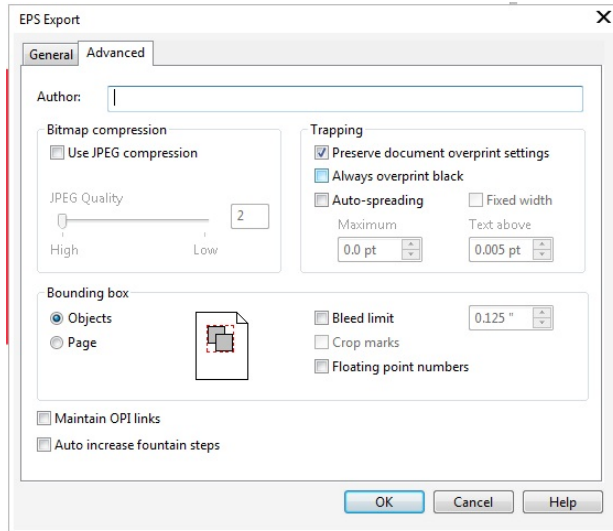 EPS Export
General Advanced
Author:
Bitmap compression
Use JPEG compression
JPEG Quality
2
High Low
Trapping
Preserve document overprint settings
Always overprint black
Auto-spreading Fixed width
Maximum Text above
0.0 pt 0.005 pt
Bounding box
Objects
Page
Bleed limit 0.125 "
Crop marks
Floating point numbers
Maintain OPI links
Auto increase fountain steps
OK Cancel Help